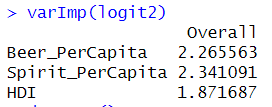 > varImp(logit2)
Overall
Beer_PerCapita 2.265563
Spirit_PerCapita 2.341091
HDI 1.871687